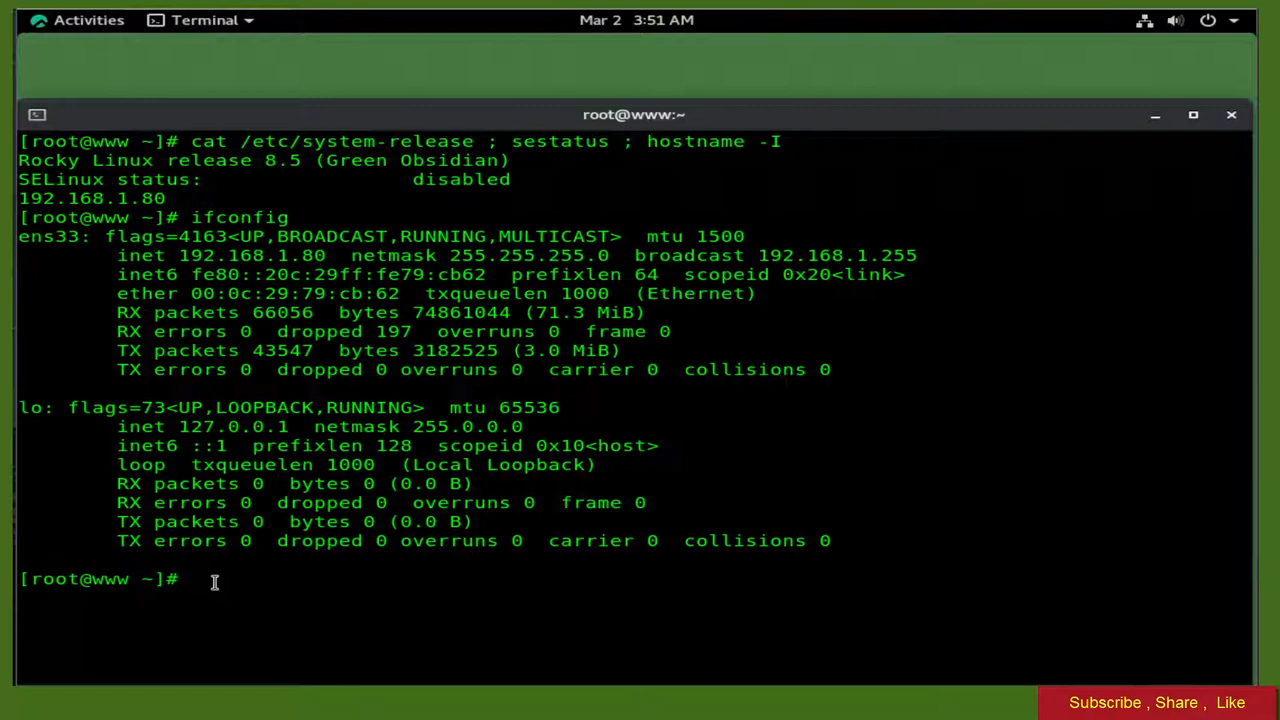 Activities Terminal Mar 2 3:51 AM
root@www:~
[root@www ~]# cat /etc/system-release ; sestatus ; hostname -I
Rocky Linux release 8.5 (Green Obsidian)
SELinux status: disabled
192.168.1.80
[root@www ~]# ifconfig
ens33: flags=4163<UP,BROADCAST,RUNNING,MULTICAST> mtu 1500
inet 192.168.1.80 netmask 255.255.255.0 broadcast 192.168.1.255
inet6 fe80::20c:29ff:fe79:cb62 prefixlen 64 scopeid 0x20<link>
ether 00:0c:29:79:cb:62 txqueuelen 1000 (Ethernet)
RX packets 66056 bytes 74861044 (71.3 MiB)
RX errors 0 dropped 197 overruns 0 frame 0
TX packets 43547 bytes 3182525 (3.0 MiB)
TX errors 0 dropped 0 overruns 0 carrier 0 collisions 0
lo: flags=73<UP,LOOPBACK,RUNNING> mtu 65536
inet 127.0.0.1 netmask 255.0.0.0
inet6 ::1 prefixlen 128 scopeid 0x10<host>
loop txqueuelen 1000 (Local Loopback)
RX packets 0 bytes 0 (0.0 B)
RX errors 0 dropped 0 overruns 0 frame 0
TX packets 0 bytes 0 (0.0 B)
TX errors 0 dropped 0 overruns 0 carrier 0 collisions 0
[root@www ~]#
Subscribe , Share , Like